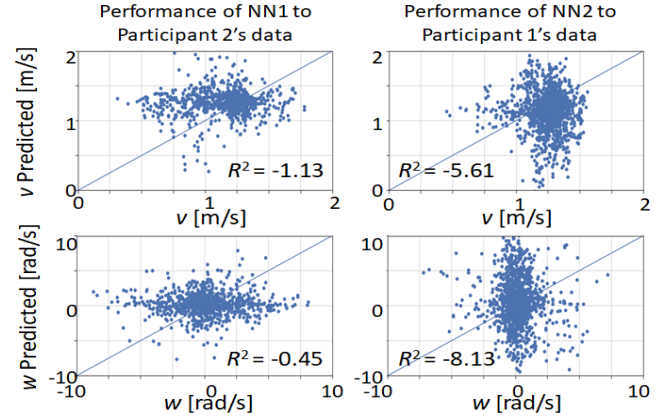 Performance of NN1 to
Participant 2's data
Performance of NN2 to
Participant 1's data
v Predicted [m/s]
2
1
0
R² = -1.13
0
1
2
v [m/s]
2
1
0
R² = -5.61
0
1
2
v [m/s]
w Predicted [rad/s]
10
0
-10
R² = -0.45
-10
0
10
w [rad/s]
10
0
-10
R² = -8.13
-10
0
10
w [rad/s]